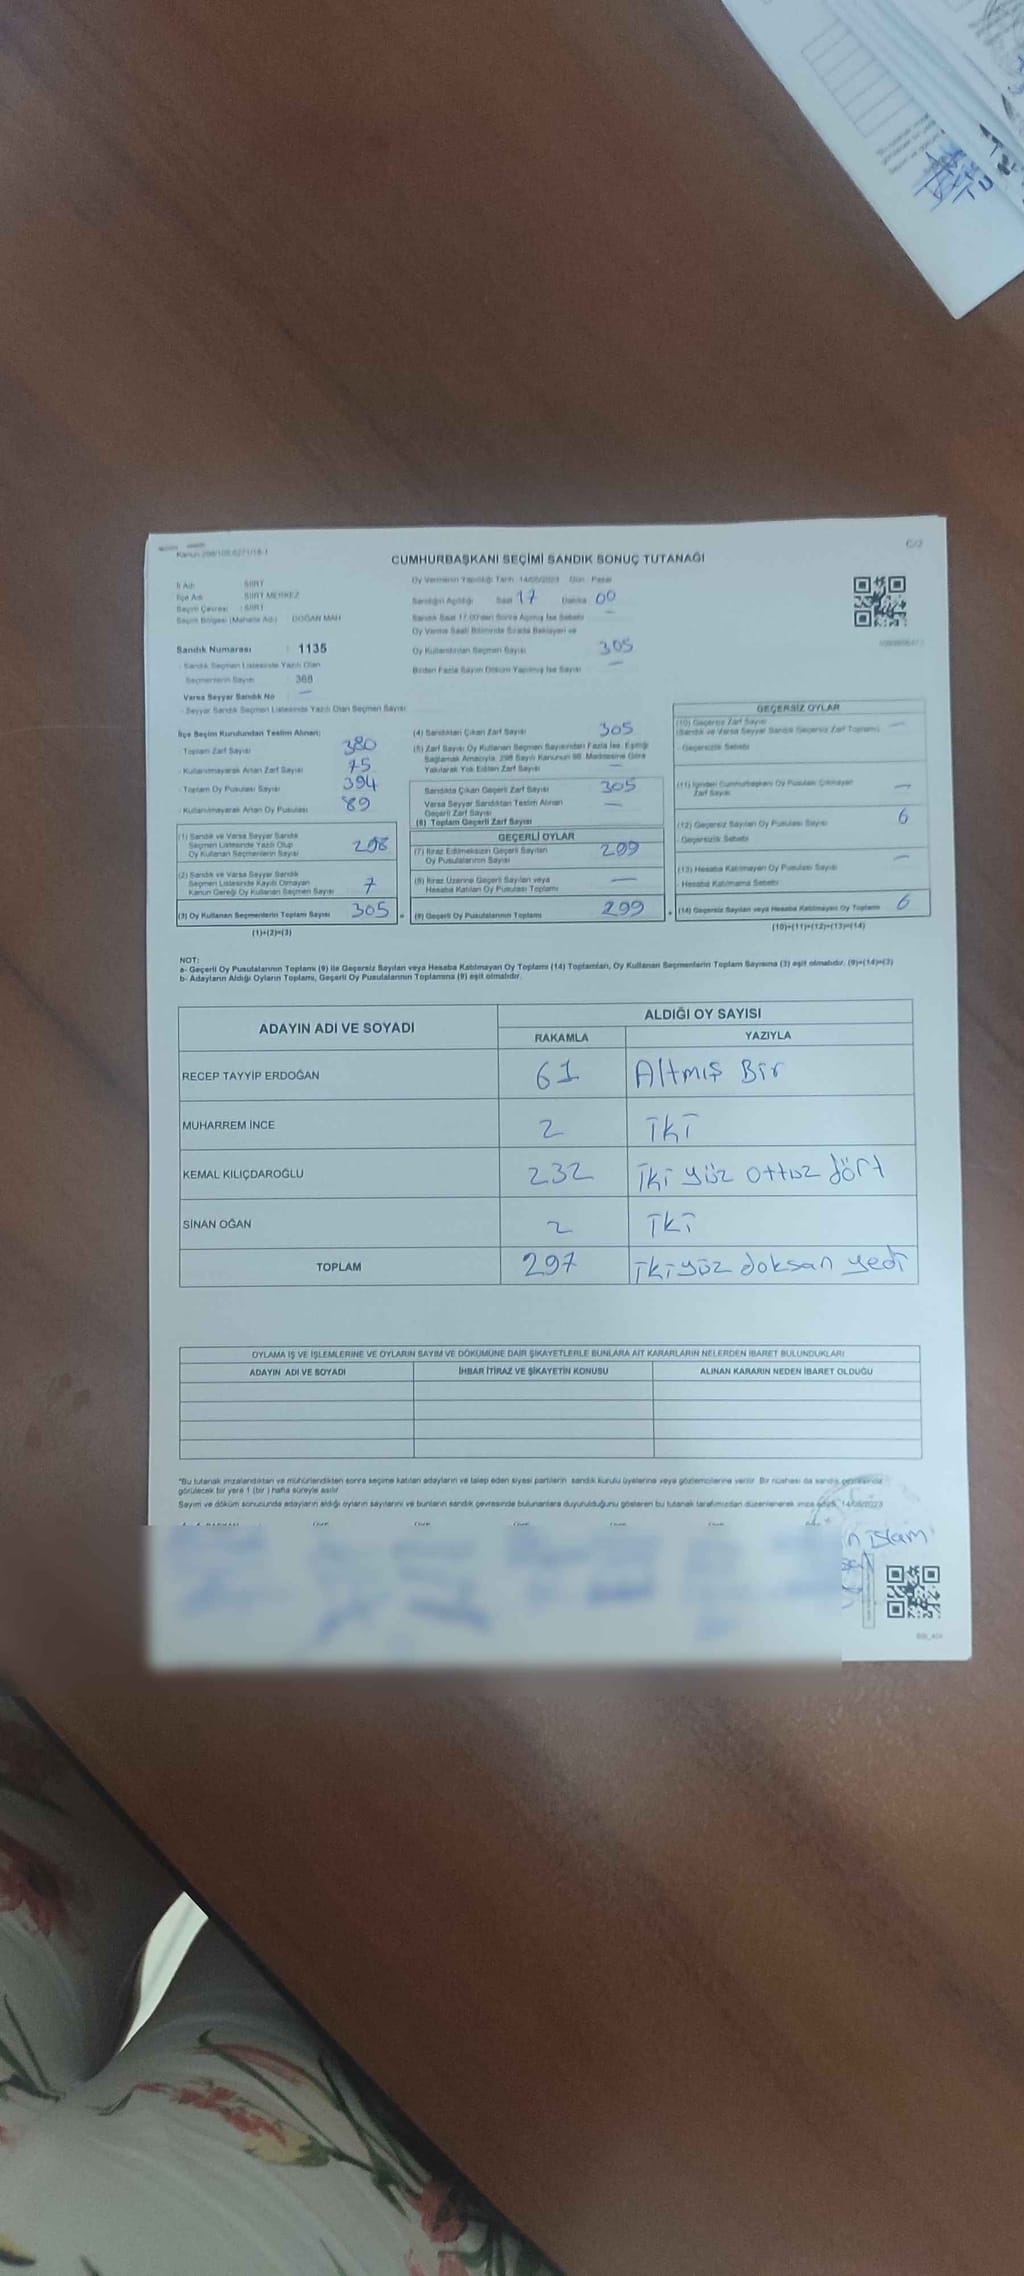 Kanun:298/105,6271/18-1
C/2
CUMHURBAŞKANI SEÇİMİ SANDIK SONUÇ TUTANAĞI
İl Adı : SİİRT
İlçe Adı : SİİRT MERKEZ
Seçim Çevresi : SİİRT
Seçim Bölgesi (Mahalle Adı) : DOĞAN MAH
Oy Vermenin Yapıldığı Tarih : 14/05/2023 Gün : Pazar
Sandığın Açıldığı Saat 17 Dakika 00
Sandık Saat 17.00'den Sonra Açılmış İse Sebebi —
Oy Verme Saati Bitiminde Sırada Bekleyen ve
Oy Kullandırılan Seçmen Sayısı 305
Birden Fazla Sayım Döküm Yapılmış İse Sayısı —
Sandık Numarası : 1135
- Sandık Seçmen Listesinde Yazılı Olan
Seçmenlerin Sayısı : 368
Varsa Seyyar Sandık No : —
- Seyyar Sandık Seçmen Listesinde Yazılı Olan Seçmen Sayısı
İlçe Seçim Kurulundan Teslim Alınan;
- Toplam Zarf Sayısı 380
- Kullanılmayarak Artan Zarf Sayısı 75
- Toplam Oy Pusulası Sayısı 394
- Kullanılmayarak Artan Oy Pusulası 89
(1) Sandık ve Varsa Seyyar Sandık
Seçmen Listesinde Yazılı Olup
Oy Kullanan Seçmenlerin Sayısı 298
(2) Sandık ve Varsa Seyyar Sandık
Seçmen Listesinde Kayıtlı Olmayan
Kanun Gereği Oy Kullanan Seçmen Sayısı 7
(3) Oy Kullanan Seçmenlerin Toplam Sayısı 305 =
(1)+(2)=(3)
(4) Sandıktan Çıkan Zarf Sayısı 305
(5) Zarf Sayısı Oy Kullanan Seçmen Sayısından Fazla İse, Eşitliği
Sağlamak Amacıyla, 298 Sayılı Kanunun 98. Maddesine Göre
Yakılarak Yok Edilen Zarf Sayısı —
Sandıkta Çıkan Geçerli Zarf Sayısı 305
Varsa Seyyar Sandıktan Teslim Alınan
Geçerli Zarf Sayısı —
(6) Toplam Geçerli Zarf Sayısı
GEÇERLİ OYLAR
(7) İtiraz Edilmeksizin Geçerli Sayılan
Oy Pusulalarının Sayısı 299
(8) İtiraz Üzerine Geçerli Sayılan veya
Hesaba Katılan Oy Pusulası Toplamı —
(9) Geçerli Oy Pusulalarının Toplamı 299 +
GEÇERSİZ OYLAR
(10) Geçersiz Zarf Sayısı
(Sandık ve Varsa Seyyar Sandık Geçersiz Zarf Toplamı) —
- Geçersizlik Sebebi
(11) İçinden Cumhurbaşkanı Oy Pusulası Çıkmayan
Zarf Sayısı —
(12) Geçersiz Sayılan Oy Pusulası Sayısı 6
- Geçersizlik Sebebi
(13) Hesaba Katılmayan Oy Pusulası Sayısı —
- Hesaba Katılmama Sebebi
(14) Geçersiz Sayılan veya Hesaba Katılmayan Oy Toplamı 6
(10)+(11)+(12)+(13)=(14)
NOT:
a- Geçerli Oy Pusulalarının Toplamı (9) ile Geçersiz Sayılan veya Hesaba Katılmayan Oy Toplamı (14) Toplamları, Oy Kullanan Seçmenlerin Toplam Sayısına (3) eşit olmalıdır. (9)+(14)=(3)
b- Adayların Aldığı Oyların Toplamı, Geçerli Oy Pusulalarının Toplamına (9) eşit olmalıdır.
ADAYIN ADI VE SOYADI
ALDIĞI OY SAYISI
RAKAMLA YAZIYLA
RECEP TAYYİP ERDOĞAN 61 Altmış Bir
MUHARREM İNCE 2 iki
KEMAL KILIÇDAROĞLU 232 iki yüz ottuz dört
SİNAN OĞAN 2 iki
TOPLAM 297 iki yüz doksan yedi
OYLAMA İŞ VE İŞLEMLERİNE VE OYLARIN SAYIM VE DÖKÜMÜNE DAİR ŞİKAYETLERLE BUNLARA AİT KARARLARIN NELERDEN İBARET BULUNDUKLARI
ADAYIN ADI VE SOYADI İHBAR İTİRAZ VE ŞİKAYETİN KONUSU ALINAN KARARIN NEDEN İBARET OLDUĞU
*Bu tutanak imzalandıktan ve mühürlendikten sonra seçime katılan adayların ve talep eden siyasi partilerin sandık kurulu üyelerine veya gözlemcilerine verilir. Bir nüshası da sandık çevresinde
görülecek bir yere 1 (bir ) hafta süreyle asılır.
Sayım ve döküm sonucunda adayların aldığı oyların sayılarını ve bunların sandık çevresinde bulunanlara duyurulduğunu gösteren bu tutanak tarafımızdan düzenlenerek imza edildi. 14/05/2023
islam